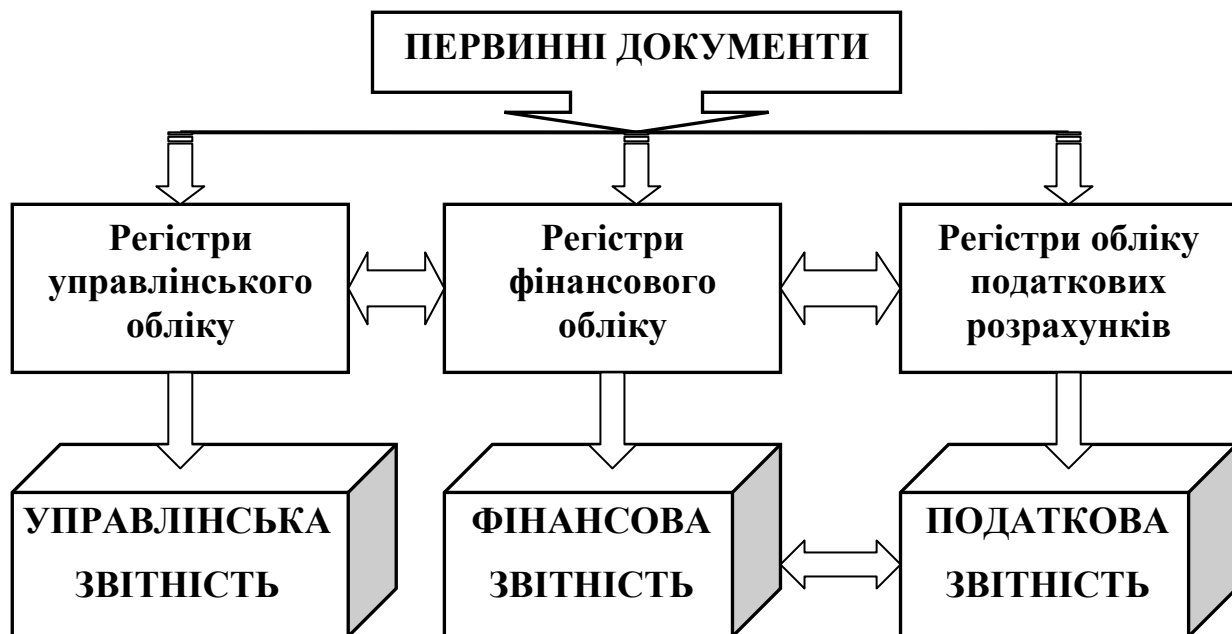 ПЕРВИННІ ДОКУМЕНТИ
Регістри
управлінського
обліку
Регістри
фінансового
обліку
Регістри обліку
податкових
розрахунків
УПРАВЛІНСЬКА
ЗВІТНІСТЬ
ФІНАНСОВА
ЗВІТНІСТЬ
ПОДАТКОВА
ЗВІТНІСТЬ